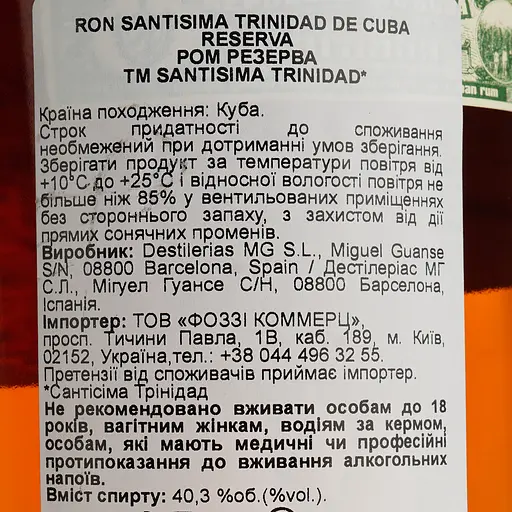 RON SANTISIMA TRINIDAD DE CUBA
RESERVA
РОМ РЕЗЕРВА
ТМ SANTISIMA TRINIDAD*
an rum
Країна походження: Куба.
Строк придатності до споживання
необмежений при дотриманні умов зберігання.
Зберігати продукт за температури повітря від
+10°C до +25°C і відносної вологості повітря не
більше ніж 85% у вентильованих приміщеннях
без стороннього запаху, з захистом від дії
прямих сонячних променів.
Виробник: Destilerias MG S.L., Miguel Guanse
S/N, 08800 Barcelona, Spain / Дестілеріас МГ
С.Л., Мігуел Гуансе С/Н, 08800 Барселона,
Іспанія.
Імпортер: ТОВ «ФОЗЗІ КОММЕРЦ»,
просп. Тичини Павла, 1В, каб. 189, м. Київ,
02152, Україна,тел.: +38 044 496 32 55.
Претензії від споживачів приймає імпортер.
*Сантісіма Трінідад
Не рекомендовано вживати особам до 18
років, вагітним жінкам, водіям за кермом,
особам, які мають медичні чи професійні
протипоказання до вживання алкогольних
напоїв.
Вміст спирту: 40,3 %об.(%vol.).